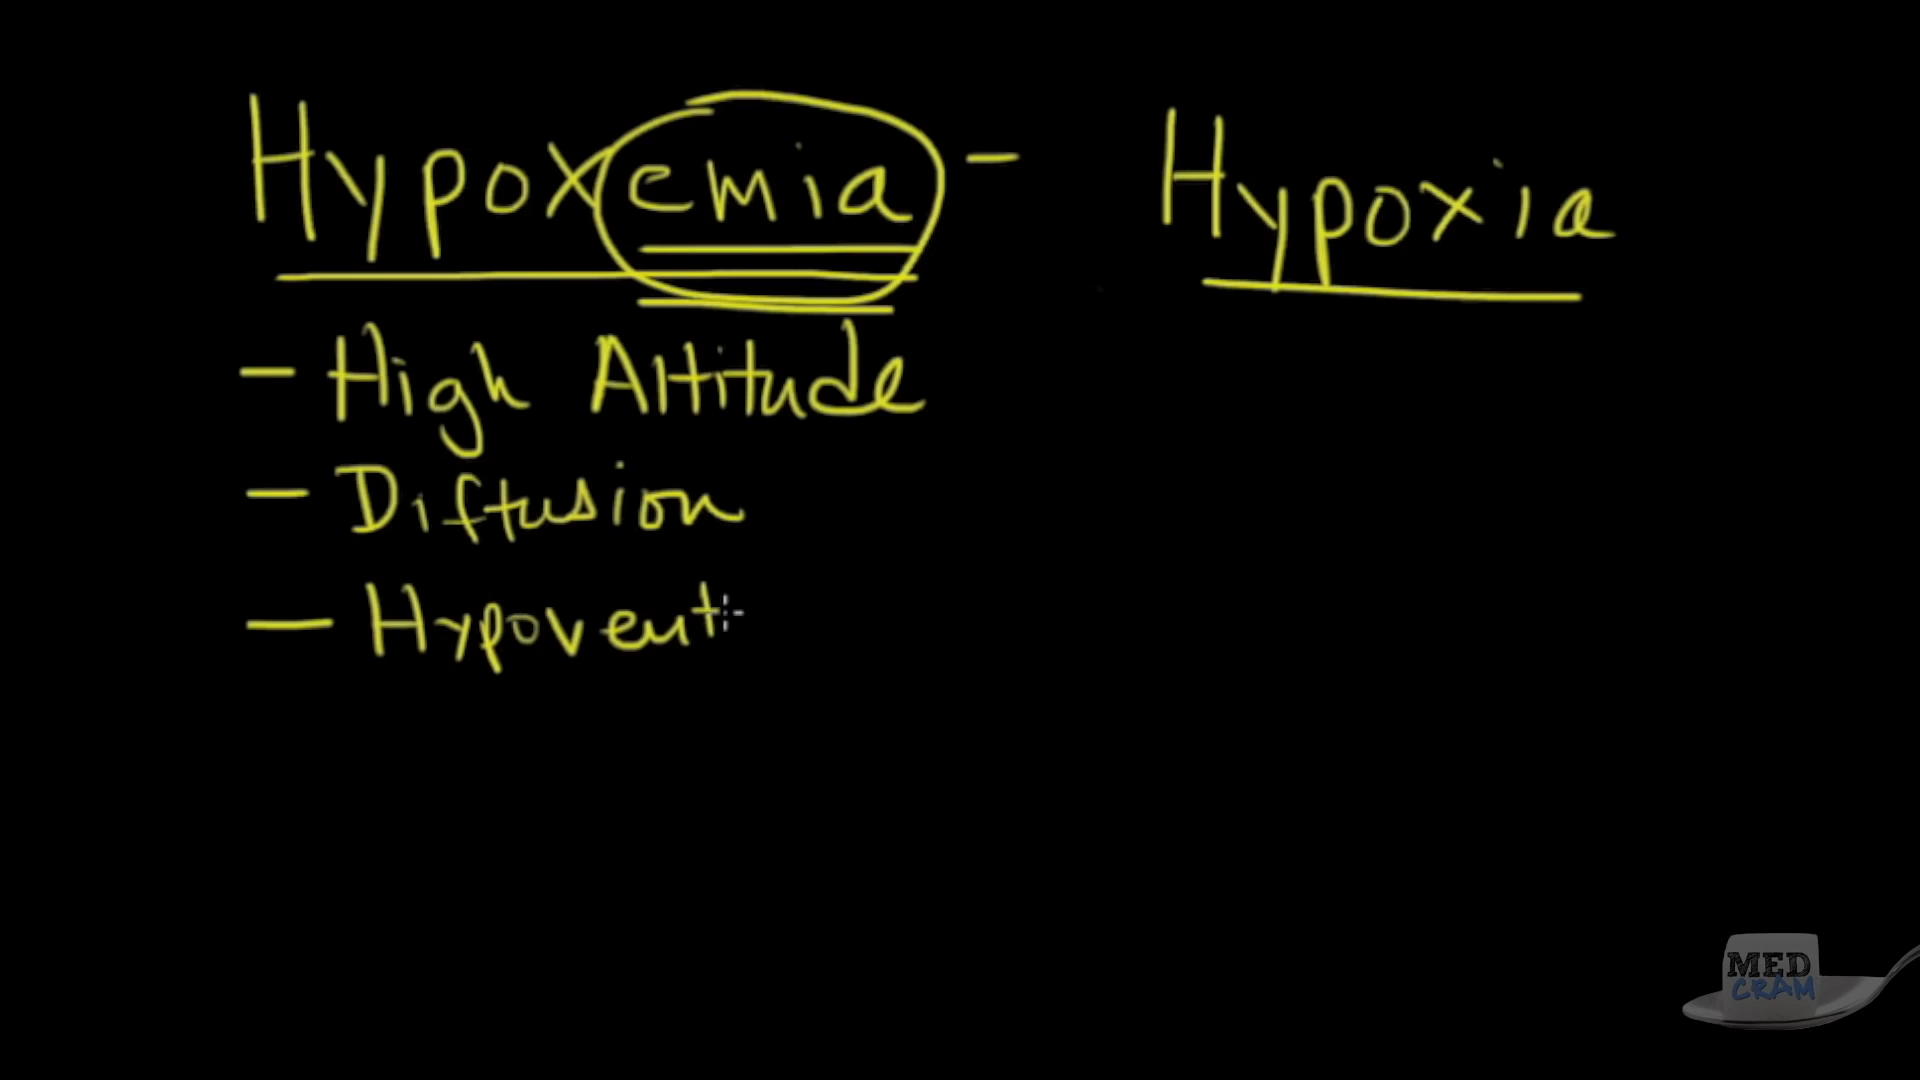 Hypoxemia - Hypoxia
- High Altitude
- Diffusion
- Hypovent
MED
CRAM